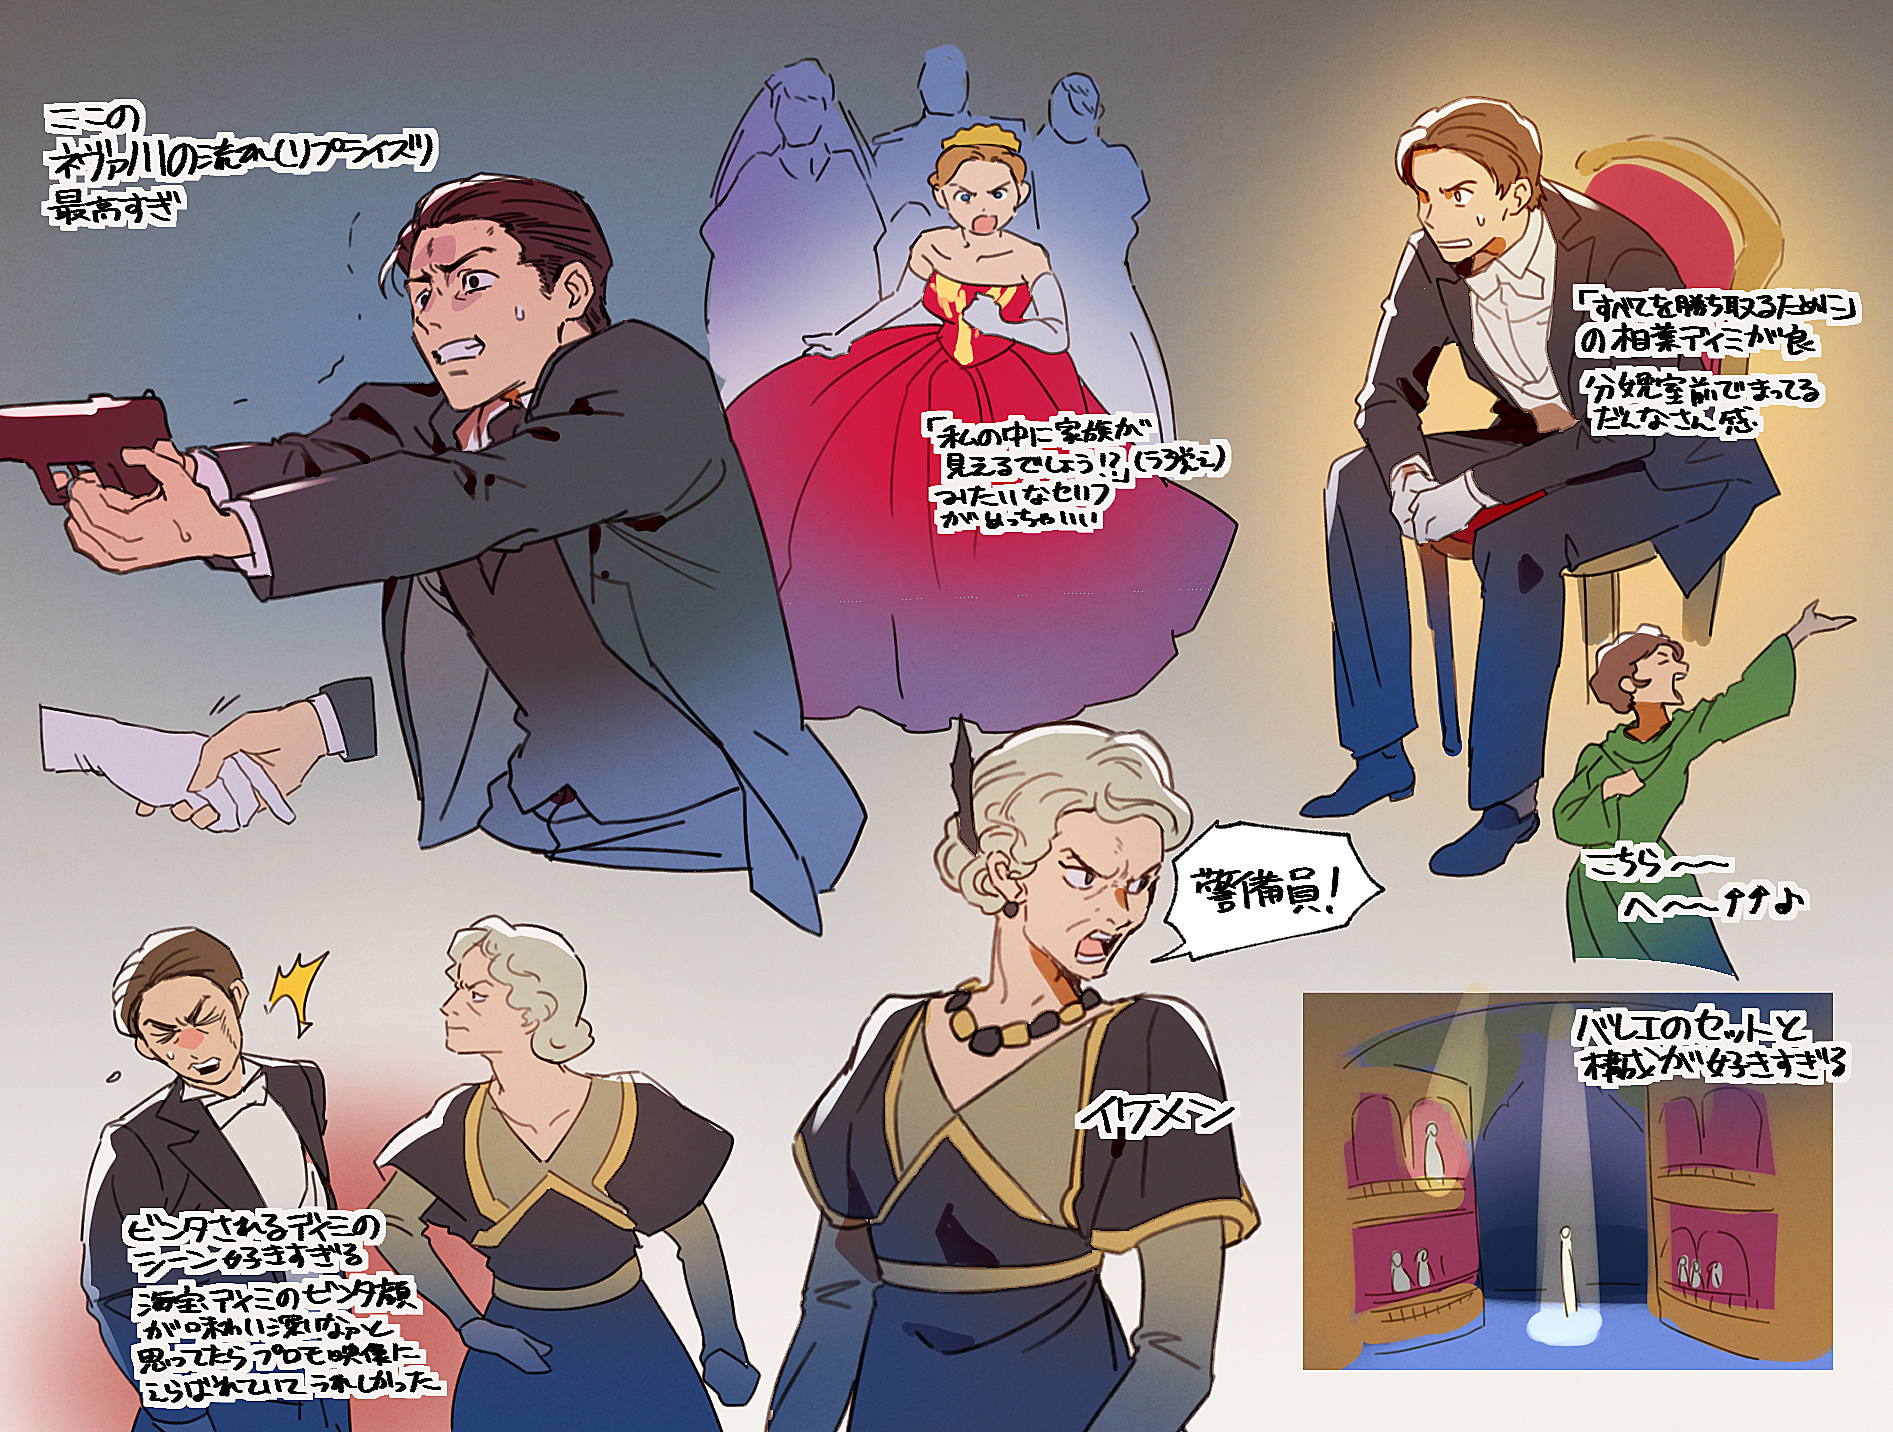 ここの
ネヴァ川の流れ(リプライズ)
最高すぎ
「私の中に家族が
見えるでしょう!?」(うろ覚え)
みたいなセリフ
がめっちゃいい
「すべてを勝ち取るために」
の相葉ディミが良
分娩室前でまってる
だんなさん感
こちら〜〜
へ〜〜↑↑♪
警備員!
イケメン
バレエのセットと
構成が好きすぎる
ビンタされるディミの
シーン好きすぎる
海宝ディミのビンタ顔
が味わい深いなァと
思ってたらプロモ映像に
えらばれていてうれしかった